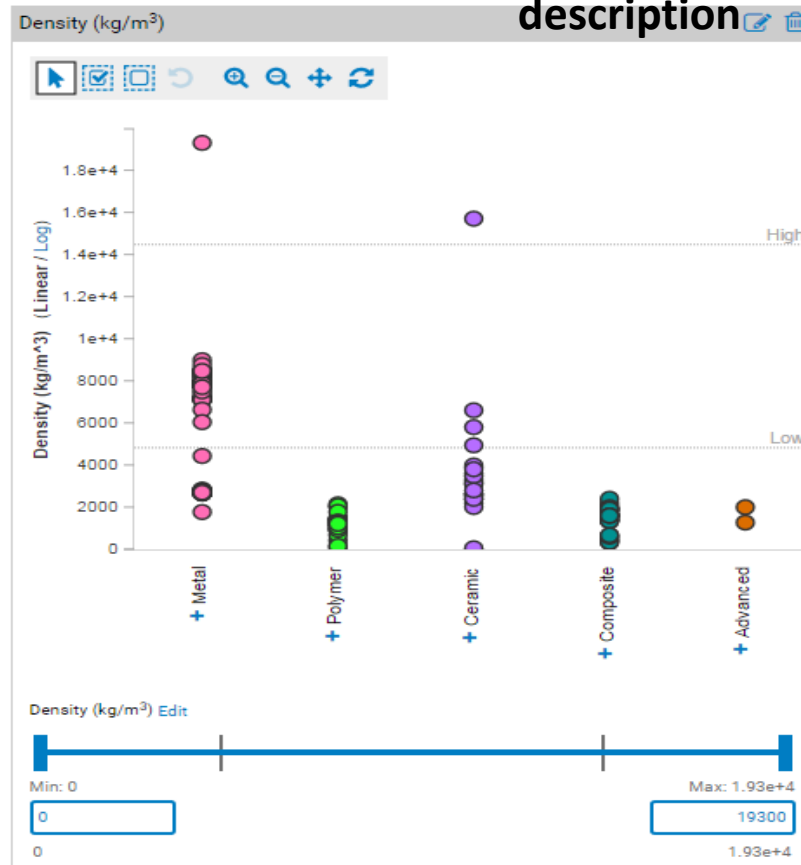 description
Density (kg/m³)
1.8e+4
1.6e+4
High
1.4e+4
1.2e+4
1e+4
8000
6000
Low
4000
2000
0
Density (kg/m^3) (Linear / Log)
+ Metal
+ Polymer
+ Ceramic
+ Composite
+ Advanced
Density (kg/m³) Edit
Min: 0 Max: 1.93e+4
0 19300
0 1.93e+4